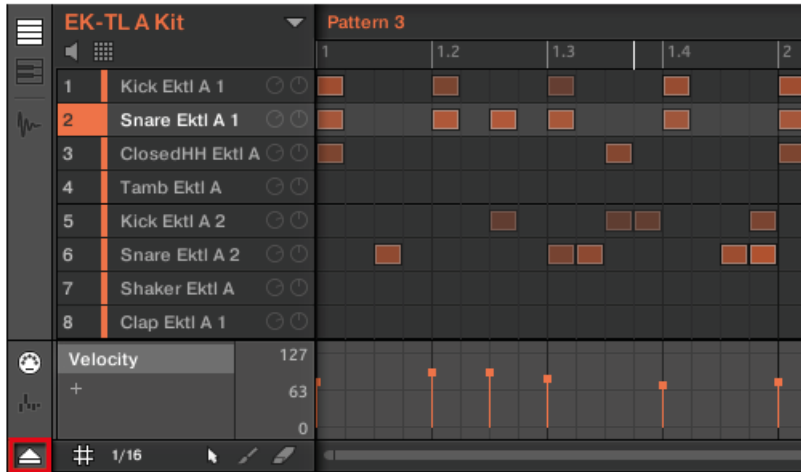 EK-TL A Kit
Pattern 3
1 1.2 1.3 1.4 2
1 Kick Ektl A 1
2 Snare Ektl A 1
3 ClosedHH Ektl A
4 Tamb Ektl A
5 Kick Ektl A 2
6 Snare Ektl A 2
7 Shaker Ektl A
8 Clap Ektl A 1
Velocity 127
+ 63
0
1/16